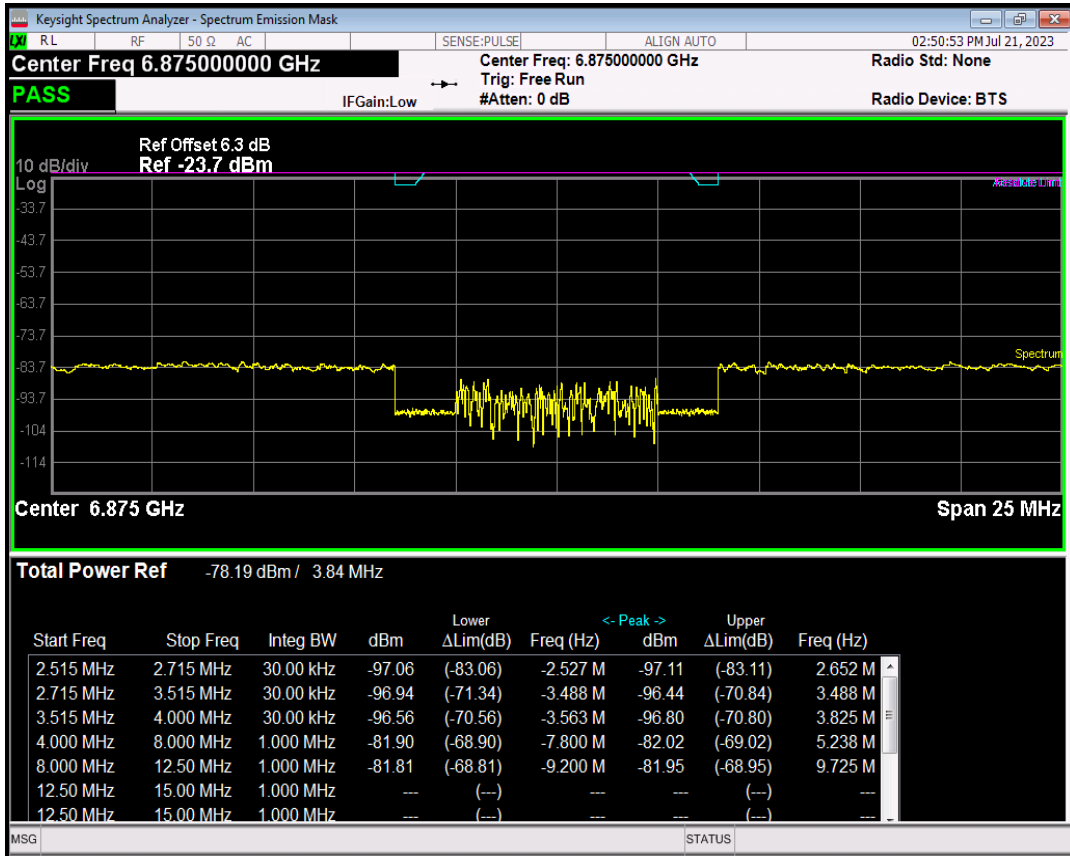 Keysight Spectrum Analyzer - Spectrum Emission Mask
LXI RL RF 50 Ω AC SENSE:PULSE ALIGN AUTO 02:50:53 PM Jul 21, 2023
Center Freq 6.875000000 GHz Center Freq: 6.875000000 GHz Radio Std: None
Trig: Free Run
PASS IFGain:Low #Atten: 0 dB Radio Device: BTS
Ref Offset 6.3 dB
10 dB/div Ref -23.7 dBm
Log
-33.7
-43.7
-53.7
-63.7
-73.7
Spectrum
-83.7
-93.7
-104
-114
Center 6.875 GHz Span 25 MHz
Total Power Ref -78.19 dBm / 3.84 MHz
Lower <- Peak -> Upper
Start Freq Stop Freq Integ BW dBm ΔLim(dB) Freq (Hz) dBm ΔLim(dB) Freq (Hz)
2.515 MHz 2.715 MHz 30.00 kHz -97.06 (-83.06) -2.527 M -97.11 (-83.11) 2.652 M
2.715 MHz 3.515 MHz 30.00 kHz -96.94 (-71.34) -3.488 M -96.44 (-70.84) 3.488 M
3.515 MHz 4.000 MHz 30.00 kHz -96.56 (-70.56) -3.563 M -96.80 (-70.80) 3.825 M
4.000 MHz 8.000 MHz 1.000 MHz -81.90 (-68.90) -7.800 M -82.02 (-69.02) 5.238 M
8.000 MHz 12.50 MHz 1.000 MHz -81.81 (-68.81) -9.200 M -81.95 (-68.95) 9.725 M
12.50 MHz 15.00 MHz 1.000 MHz --- (---) --- --- (---) ---
12.50 MHz 15.00 MHz 1.000 MHz --- (---) --- --- (---) ---
MSG STATUS